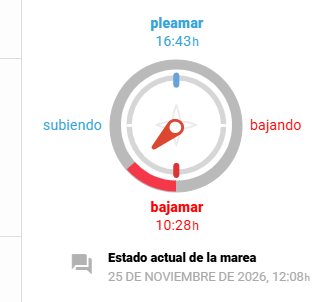 pleamar
16:43h
subiendo
bajando
bajamar
10:28h
Estado actual de la marea
25 DE NOVIEMBRE DE 2026, 12:08h